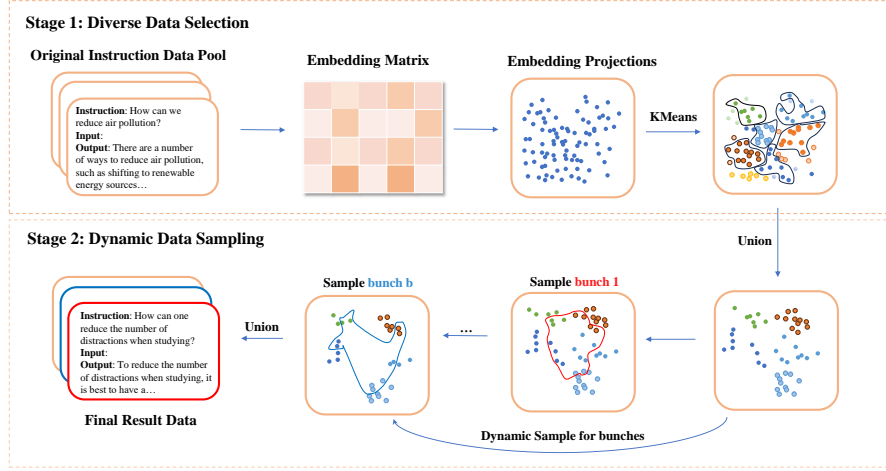 Stage 1: Diverse Data Selection
Original Instruction Data Pool
Instruction: How can we
reduce air pollution?
Input:
Output: There are a number
of ways to reduce air pollution,
such as shifting to renewable
energy sources…
Embedding Matrix
Embedding Projections
KMeans
Union
Stage 2: Dynamic Data Sampling
Instruction: How can one
reduce the number of
distractions when studying?
Input:
Output: To reduce the number
of distractions when studying, it
is best to have a…
Final Result Data
Union
Sample bunch b
...
Sample bunch 1
Dynamic Sample for bunches